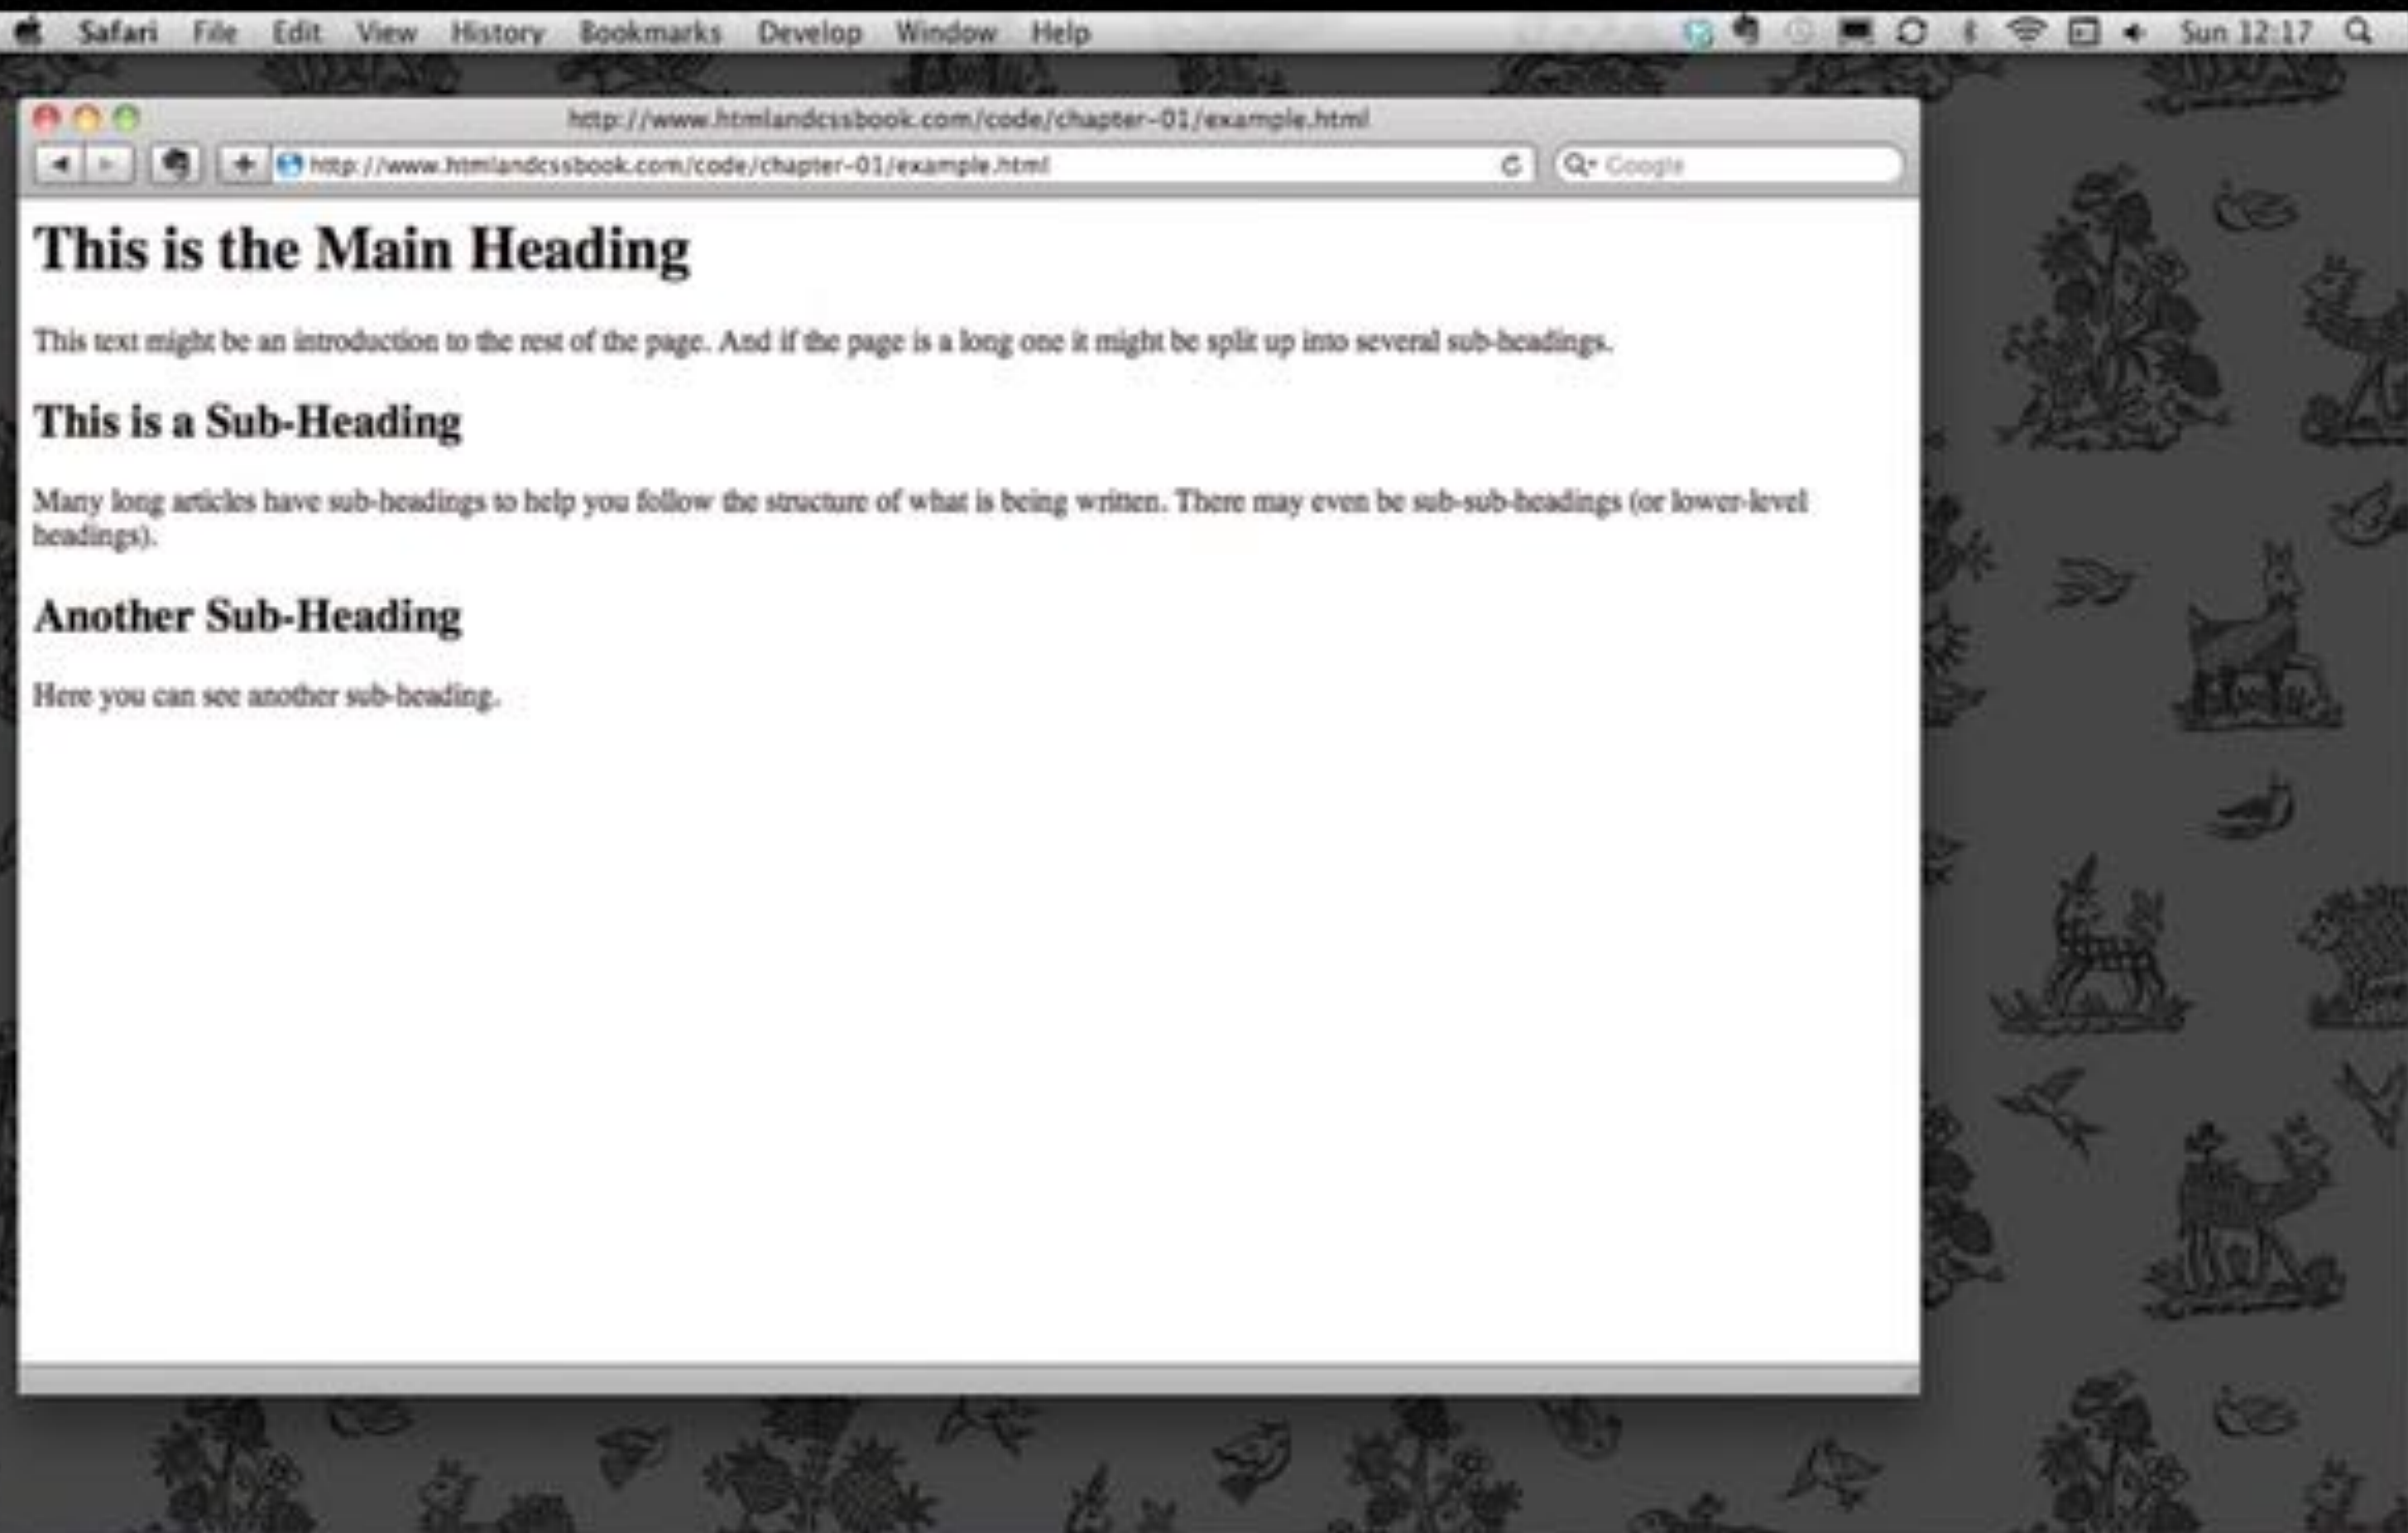 Safari File Edit View History Bookmarks Develop Window Help Sun 12:17
http://www.htmlandcssbook.com/code/chapter-01/example.html
http://www.htmlandcssbook.com/code/chapter-01/example.html Google
This is the Main Heading
This text might be an introduction to the rest of the page. And if the page is a long one it might be split up into several sub-headings.
This is a Sub-Heading
Many long articles have sub-headings to help you follow the structure of what is being written. There may even be sub-sub-headings (or lower-level
headings).
Another Sub-Heading
Here you can see another sub-heading.